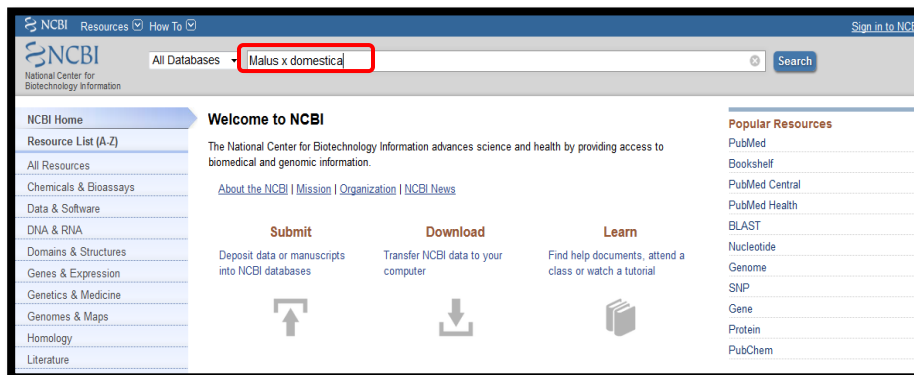 NCBI Resources How To Sign in to NCB
NCBI
National Center for
Biotechnology Information
All Databases Malus x domestica Search
NCBI Home
Resource List (A-Z)
All Resources
Chemicals & Bioassays
Data & Software
DNA & RNA
Domains & Structures
Genes & Expression
Genetics & Medicine
Genomes & Maps
Homology
Literature
Welcome to NCBI
The National Center for Biotechnology Information advances science and health by providing access to
biomedical and genomic information.
About the NCBI | Mission | Organization | NCBI News
Submit
Deposit data or manuscripts
into NCBI databases
Download
Transfer NCBI data to your
computer
Learn
Find help documents, attend a
class or watch a tutorial
Popular Resources
PubMed
Bookshelf
PubMed Central
PubMed Health
BLAST
Nucleotide
Genome
SNP
Gene
Protein
PubChem